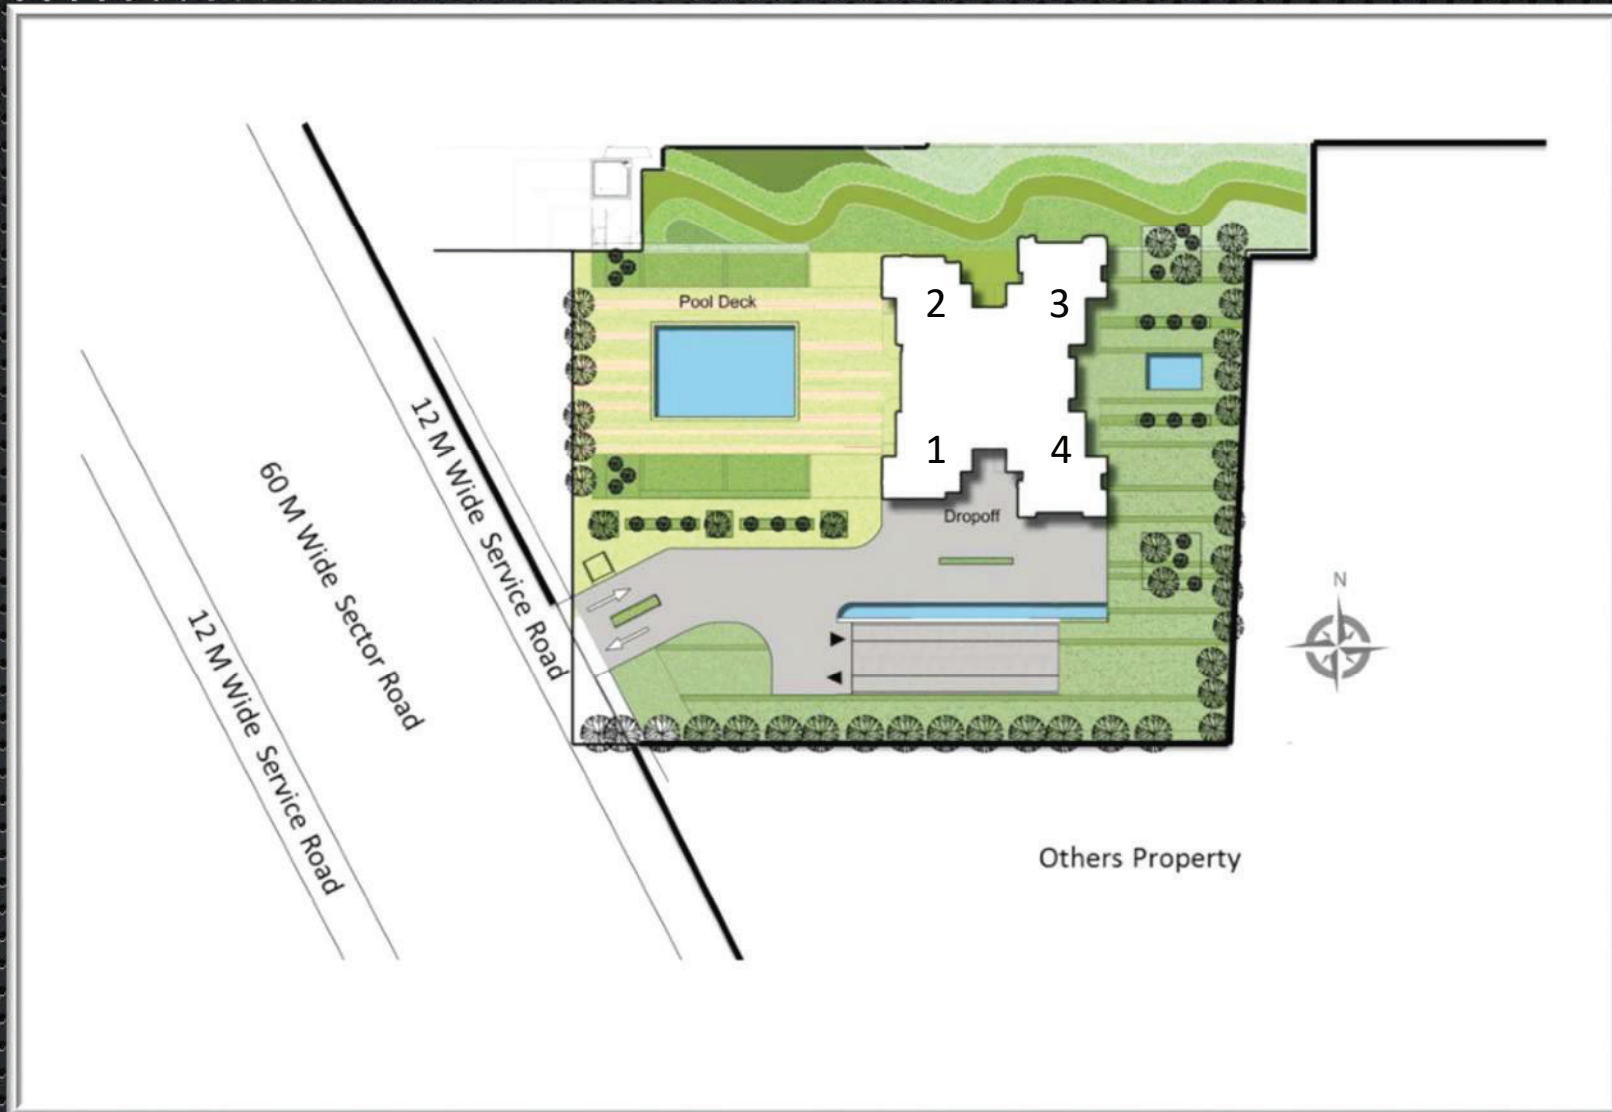 Pool Deck
2
3
1
4
Dropoff
12 M Wide Service Road
60 M Wide Sector Road
12 M Wide Service Road
N
Others Property